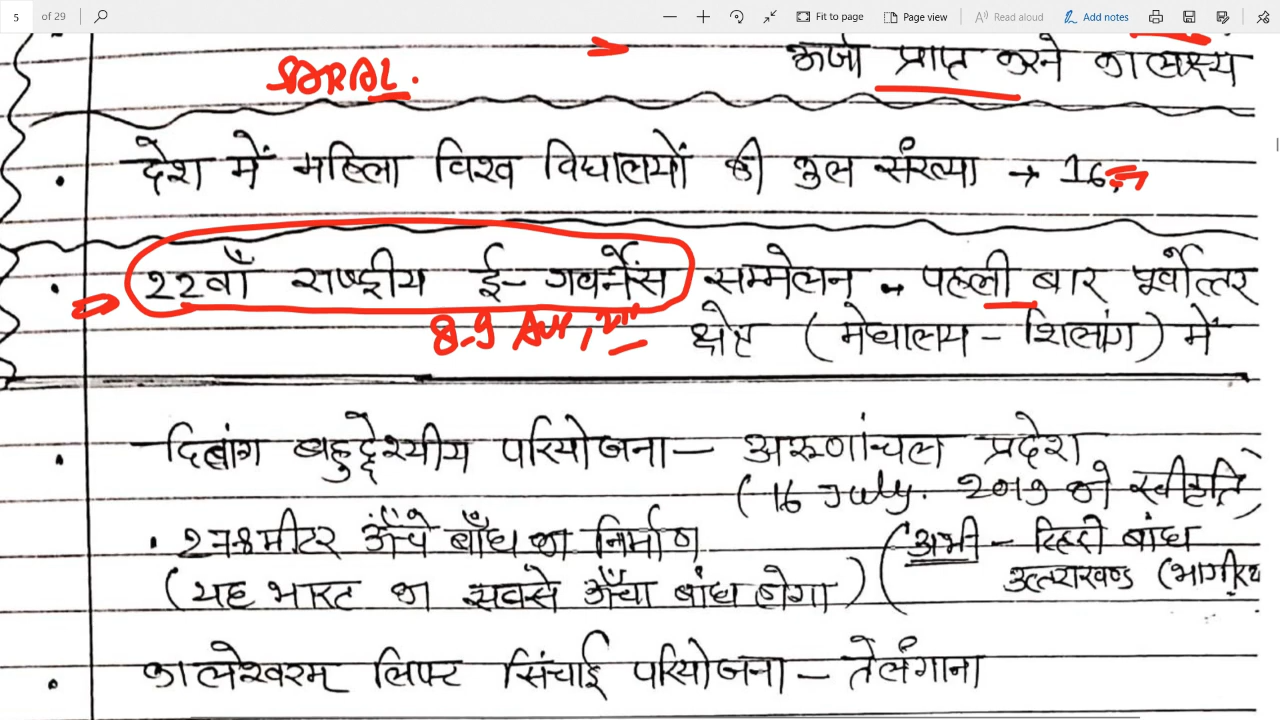 5 of 29 Fit to page Page view Read aloud Add notes
ऊर्जा प्राप्त करने का लक्ष्य
SARAL.
• देश में महिला विश्व विद्यालयों की कुल संख्या → 16
• 22वाँ राष्ट्रीय ई-गवर्नेंस सम्मेलन → पहली बार पूर्वोत्तर
8-9 क्षेत्र (मेघालय - शिलांग) में
• दिबांग बहुद्देश्यीय परियोजना - अरूणांचल प्रदेश
(16 July. 2019 को स्वीकृति)
• 278 मीटर ऊँचे बाँध का निर्माण (अभी - टिहरी बांध
(यह भारत का सबसे ऊँचा बांध होगा) उत्तराखण्ड (भागीरथ
• कालेश्वरम् लिफ्ट सिंचाई परियोजना - तेलंगाना